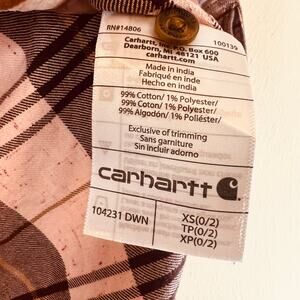 RN#14806
100139
Carhartt, Inc. P.O. Box 600
Dearborn, MI 48121 USA
carhartt.com
Made in india
Fabriqué en inde
Hecho en india
99% Cotton/ 1% Polyester/
99% Coton/ 1% Polyester/
99% Algodón/ 1% Poliéster/
Exclusive of trimming
Sans garniture
Sin incluir adorno
carhartt
104231 DWN
XS(0/2)
TP(0/2)
XP(0/2)